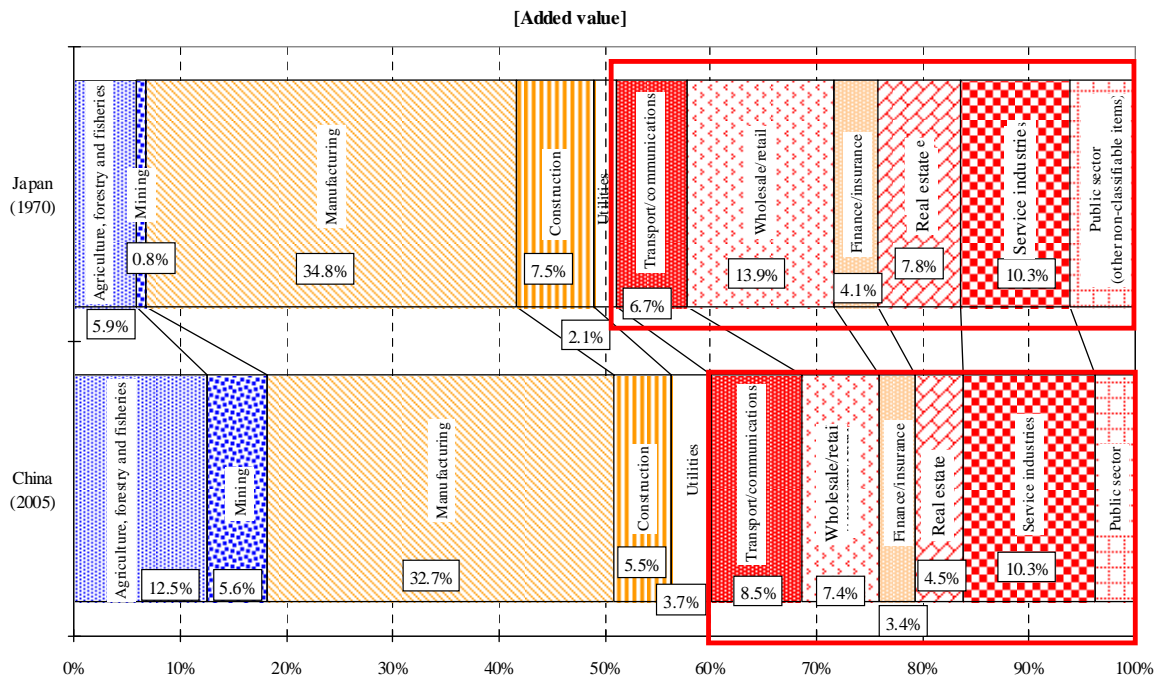 [Added value]
Japan
(1970)
Agriculture, forestry and fisheries
Mining
Manufacturing
Construction
Utilities
Transport/communications
Wholesale/retail
Finance/insurance
Real estate e
Service industries
Public sector
(other non-classifiable items)
5.9%
0.8%
34.8%
7.5%
2.1%
6.7%
13.9%
4.1%
7.8%
10.3%
China
(2005)
Agriculture, forestry and fisheries
Mining
Manufacturing
Construction
Utilities
Transport/communications
Wholesale/retai
Finance/insurance
Real estate
Service industries
Public sector
12.5%
5.6%
32.7%
5.5%
3.7%
8.5%
7.4%
3.4%
4.5%
10.3%
0%
10%
20%
30%
40%
50%
60%
70%
80%
90%
100%